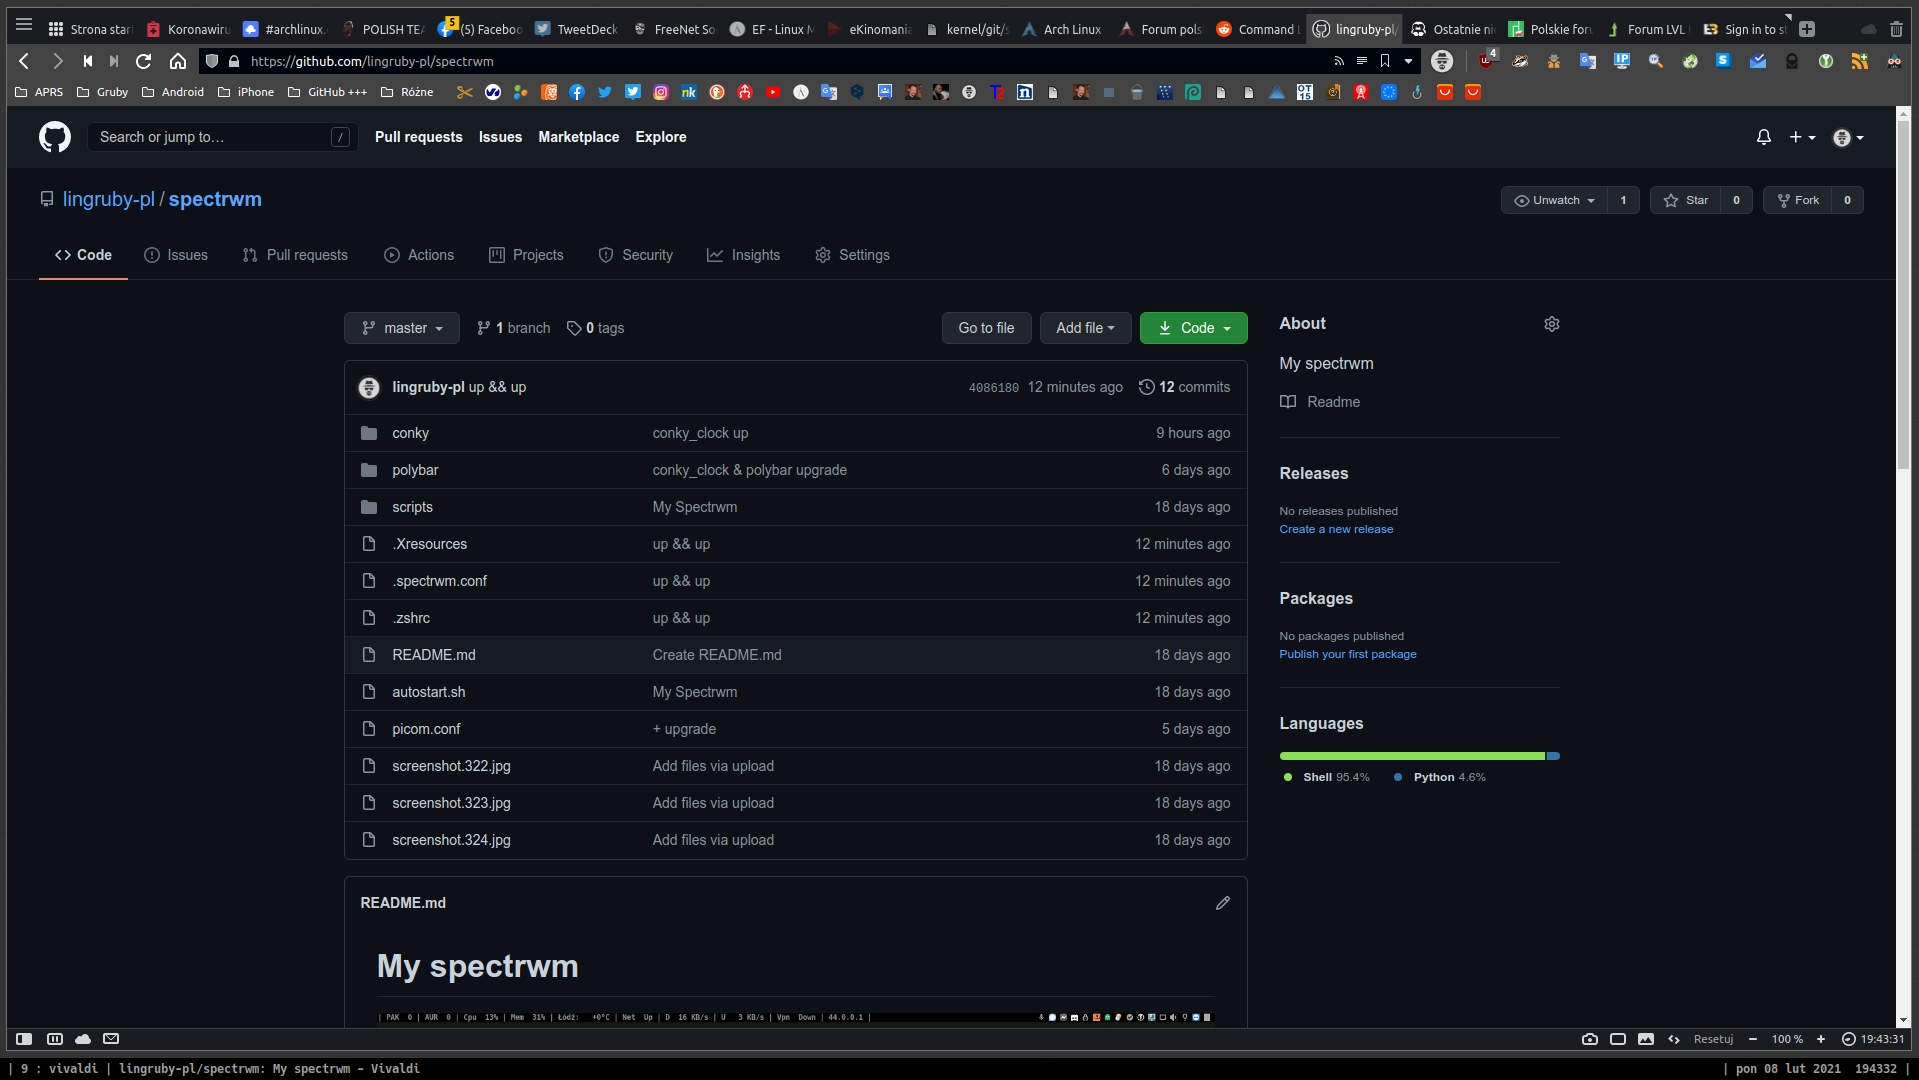 Strona star
Koronawiru
#archlinux.
POLISH TEA
5
(5) Faceboo
TweetDeck
FreeNet So
EF - Linux M
eKinomania
kernel/git/s
Arch Linux
Forum pols
Command L
lingruby-pl/
Ostatnie ni
Polskie foru
Forum LVL
Sign in to st
https://github.com/lingruby-pl/spectrwm
4
APRS
Gruby
Android
iPhone
GitHub +++
Różne
Search or jump to…
/
Pull requests
Issues
Marketplace
Explore
lingruby-pl / spectrwm
Unwatch 1
Star 0
Fork 0
Code
Issues
Pull requests
Actions
Projects
Security
Insights
Settings
master
1 branch
0 tags
Go to file
Add file
Code
lingruby-pl up && up
4086180 12 minutes ago
12 commits
conky conky_clock up 9 hours ago
polybar conky_clock & polybar upgrade 6 days ago
scripts My Spectrwm 18 days ago
.Xresources up && up 12 minutes ago
.spectrwm.conf up && up 12 minutes ago
.zshrc up && up 12 minutes ago
README.md Create README.md 18 days ago
autostart.sh My Spectrwm 18 days ago
picom.conf + upgrade 5 days ago
screenshot.322.jpg Add files via upload 18 days ago
screenshot.323.jpg Add files via upload 18 days ago
screenshot.324.jpg Add files via upload 18 days ago
About
My spectrwm
Readme
Releases
No releases published
Create a new release
Packages
No packages published
Publish your first package
Languages
Shell 95.4%
Python 4.6%
README.md
My spectrwm
| PAK 0 | AUR 0 | Cpu 13% | Mem 31% | Łódź: +0°C | Net Up | D 16 KB/s | U 3 KB/s | Vpn Down | 44.0.0.1 |
Resetuj
100 %
19:43:31
| 9 : vivaldi | lingruby-pl/spectrwm: My spectrwm - Vivaldi
| pon 08 lut 2021 194332 |